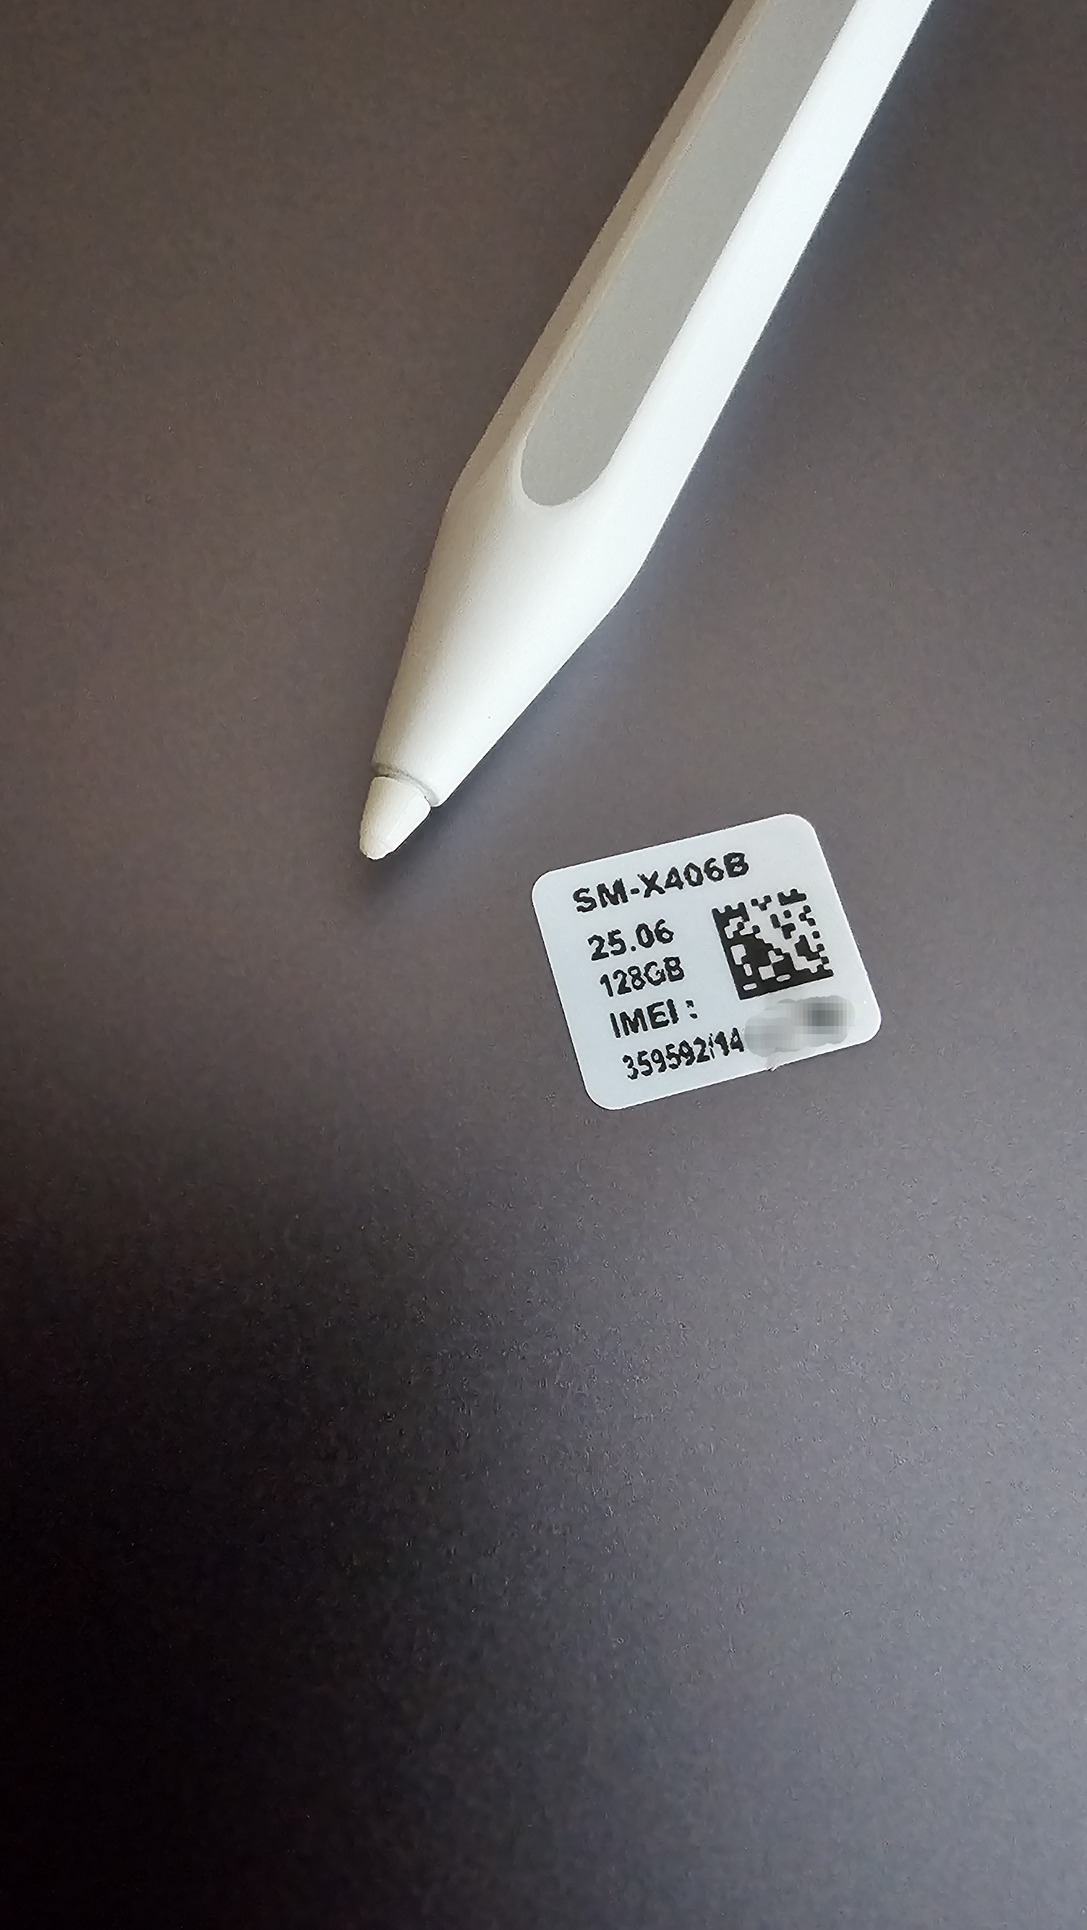 SM-X406B
25.06
128GB
IMEI :
359592/14